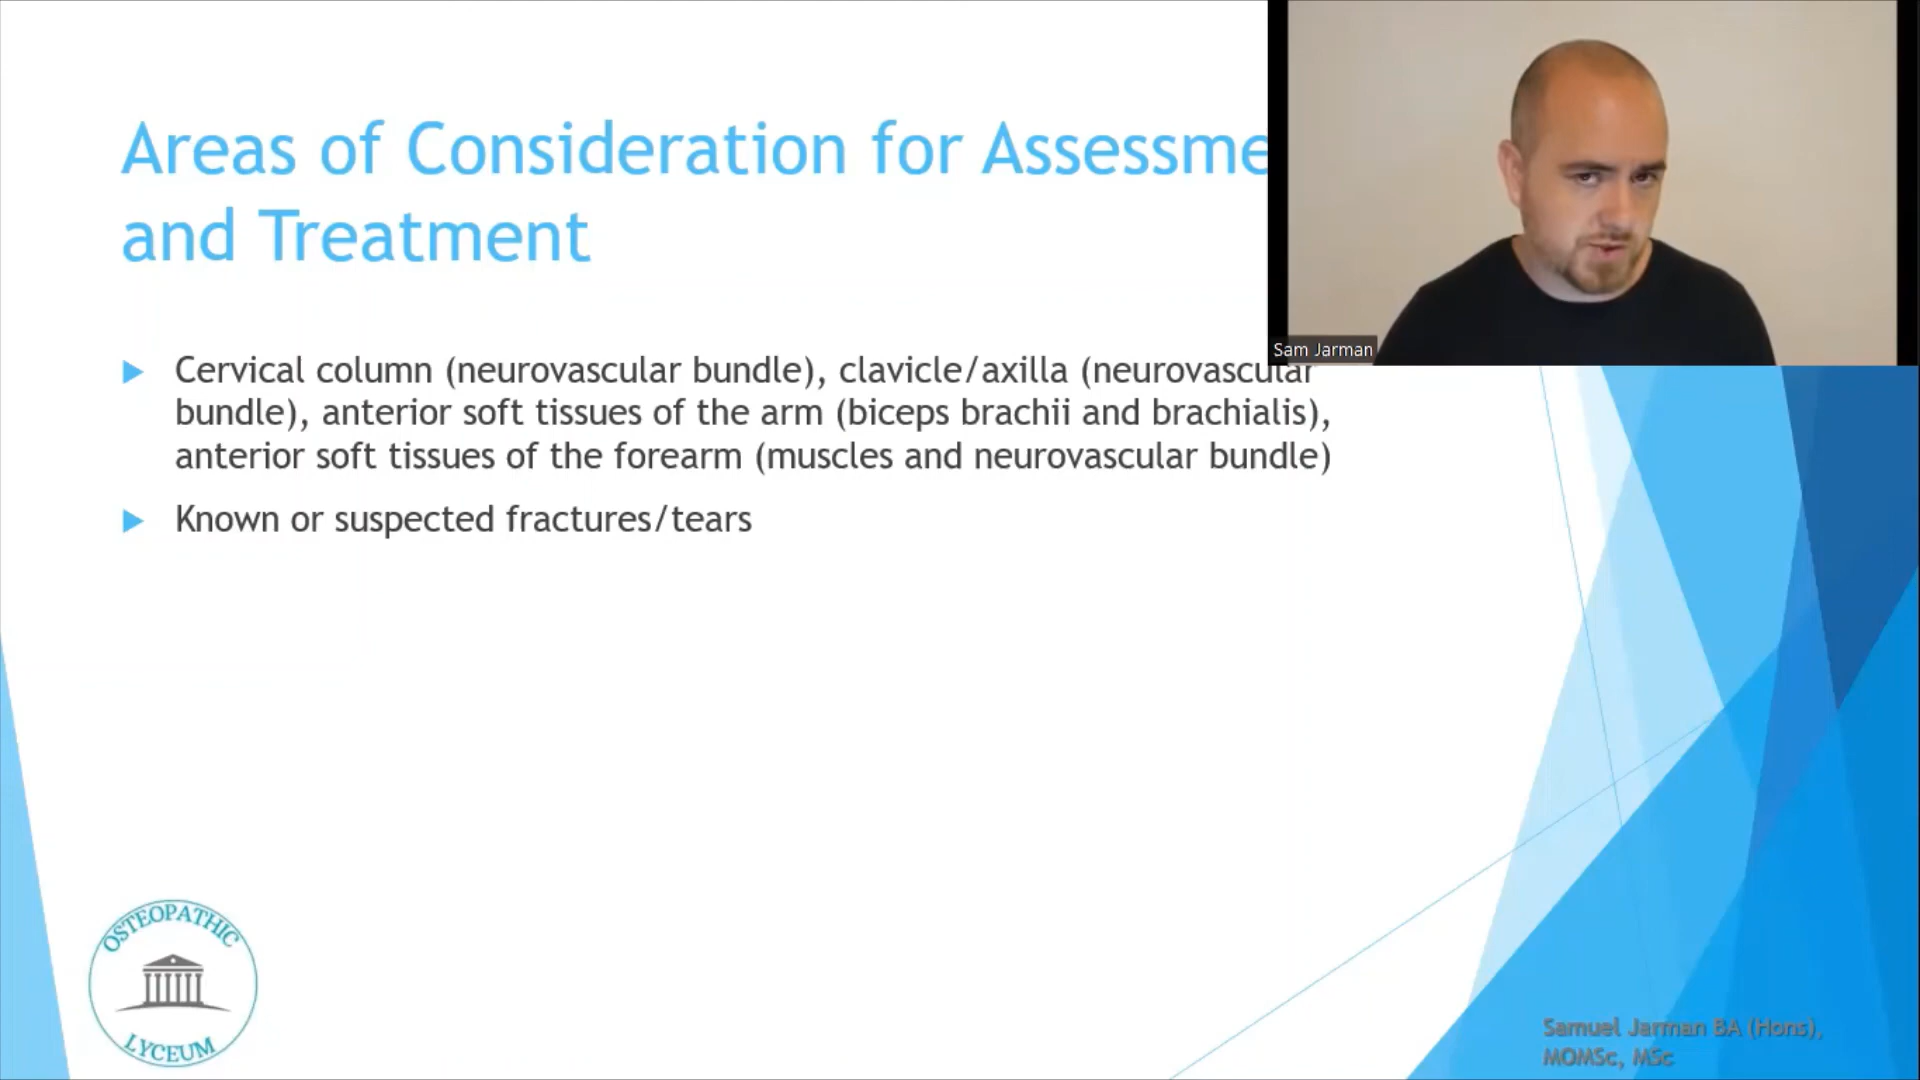 Areas of Consideration for Assessme
and Treatment
Cervical column (neurovascular bundle), clavicle/axilla (neurovascular
bundle), anterior soft tissues of the arm (biceps brachii and brachialis),
anterior soft tissues of the forearm (muscles and neurovascular bundle)
Known or suspected fractures/tears
Sam Jarman
OSTEOPATHIC
LYCEUM
Samuel Jarman BA (Hons),
MOMSc, MSc